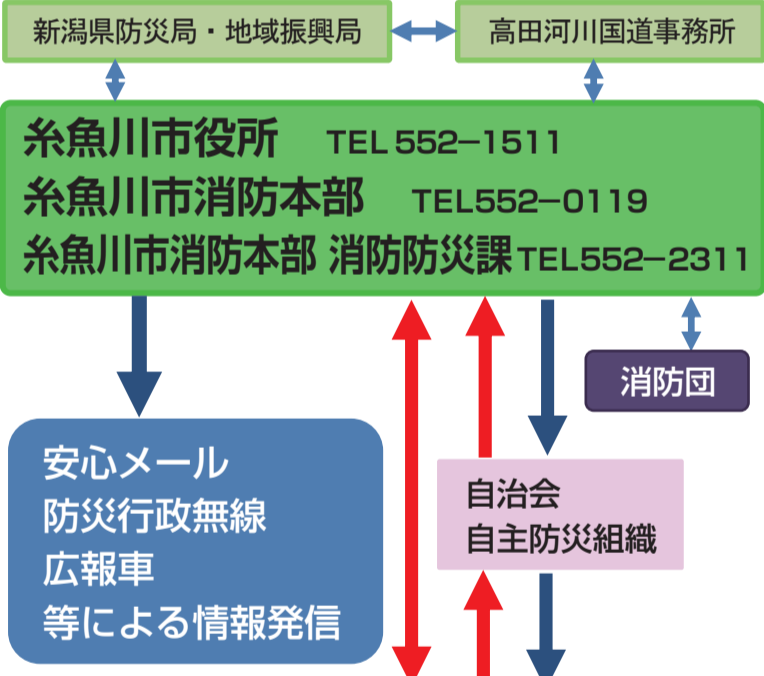 新潟県防災局・地域振興局
高田河川国道事務所
糸魚川市役所 TEL 552−1511
糸魚川市消防本部 TEL552−0119
糸魚川市消防本部 消防防災課 TEL552−2311
消防団
安心メール
防災行政無線
広報車
等による情報発信
自治会
自主防災組織